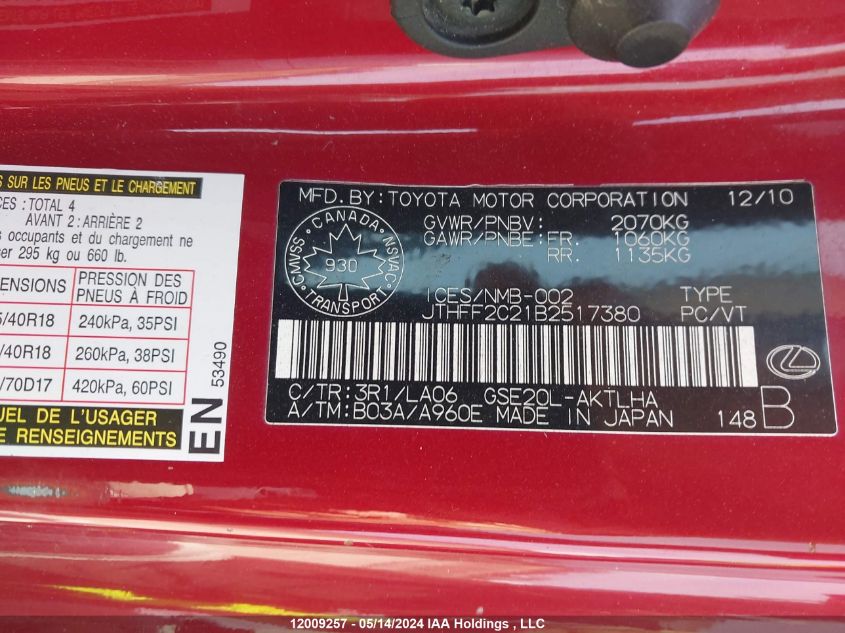 S SUR LES PNEUS ET LE CHARGEMENT
CES : TOTAL 4
AVANT 2 : ARRIÈRE 2
s occupants et du chargement ne
ser 295 kg ou 660 lb.
ENSIONS PRESSION DES PNEUS À FROID
5/40R18 240kPa, 35PSI
/40R18 260kPa, 38PSI
/70D17 420kPa, 60PSI
UEL DE L'USAGER
E RENSEIGNEMENTS
EN 53490
MFD.BY:TOYOTA MOTOR CORPORATION 12/10
GVWR/PNBV: 2070KG
GAWR/PNBE:FR. 1060KG
RR. 1135KG
CANADA
GMVSS 930 NSVAC
TRANSPORT
ICES/NMB-002 TYPE
JTHFF2C21B2517380 PC/VT
C/TR:3R1/LA06 GSE20L-AKTLHA
A/TM:B03A/A960E MADE IN JAPAN 148 B
12009257 - 05/14/2024 IAA Holdings , LLC